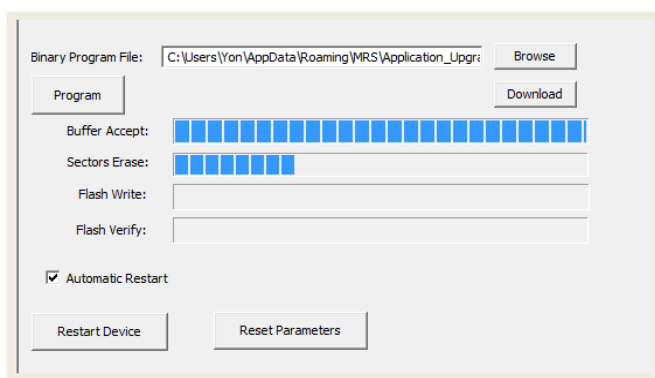 Binary Program File: C:\Users\Yon\AppData\Roaming\MRS\Application_Upgra Browse
Program Download
Buffer Accept:
Sectors Erase:
Flash Write:
Flash Verify:
Automatic Restart
Restart Device Reset Parameters